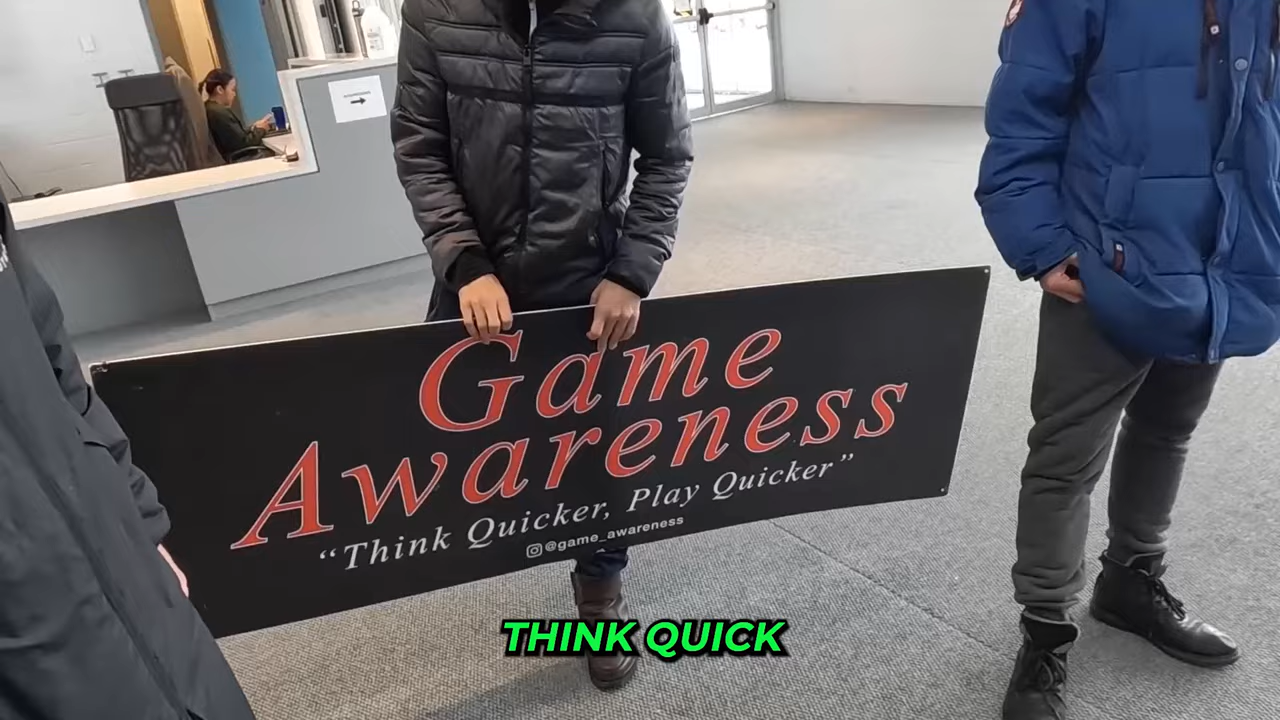 Game
Awareness
“Think Quicker, Play Quicker”
@game_awareness
THINK QUICK